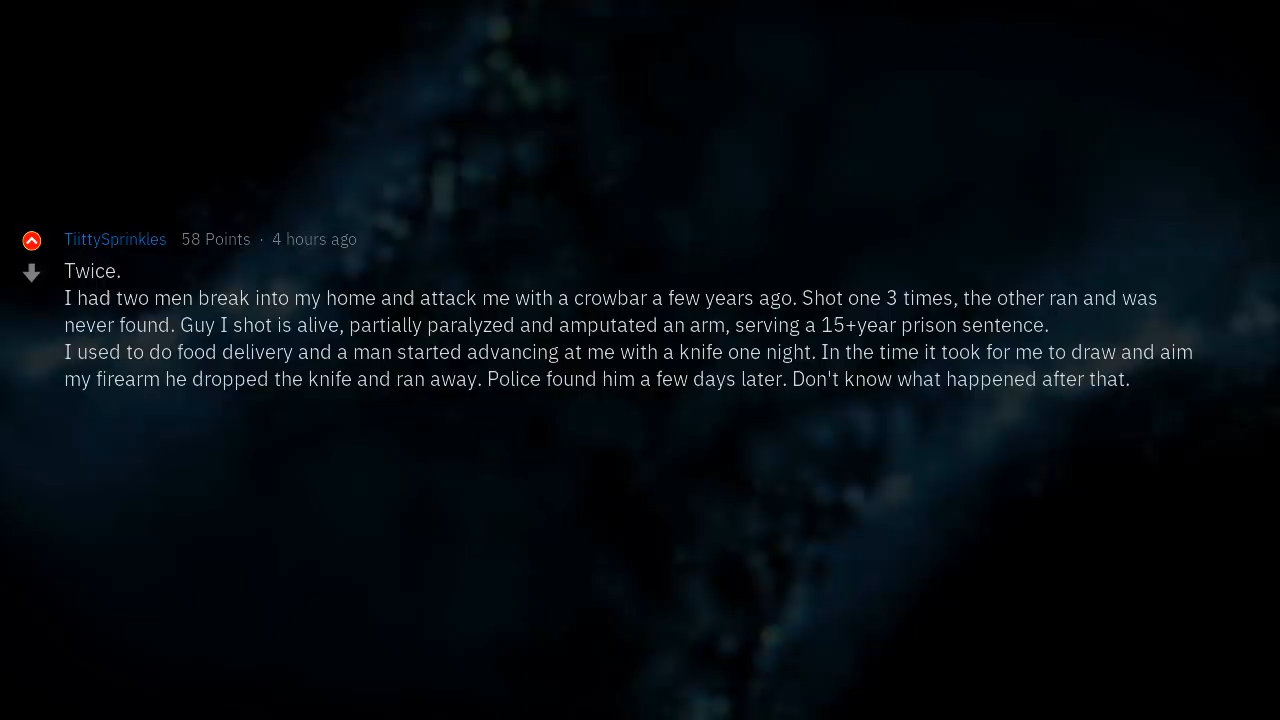 TiittySprinkles 58 Points · 4 hours ago
Twice.
I had two men break into my home and attack me with a crowbar a few years ago. Shot one 3 times, the other ran and was
never found. Guy I shot is alive, partially paralyzed and amputated an arm, serving a 15+year prison sentence.
I used to do food delivery and a man started advancing at me with a knife one night. In the time it took for me to draw and aim
my firearm he dropped the knife and ran away. Police found him a few days later. Don't know what happened after that.